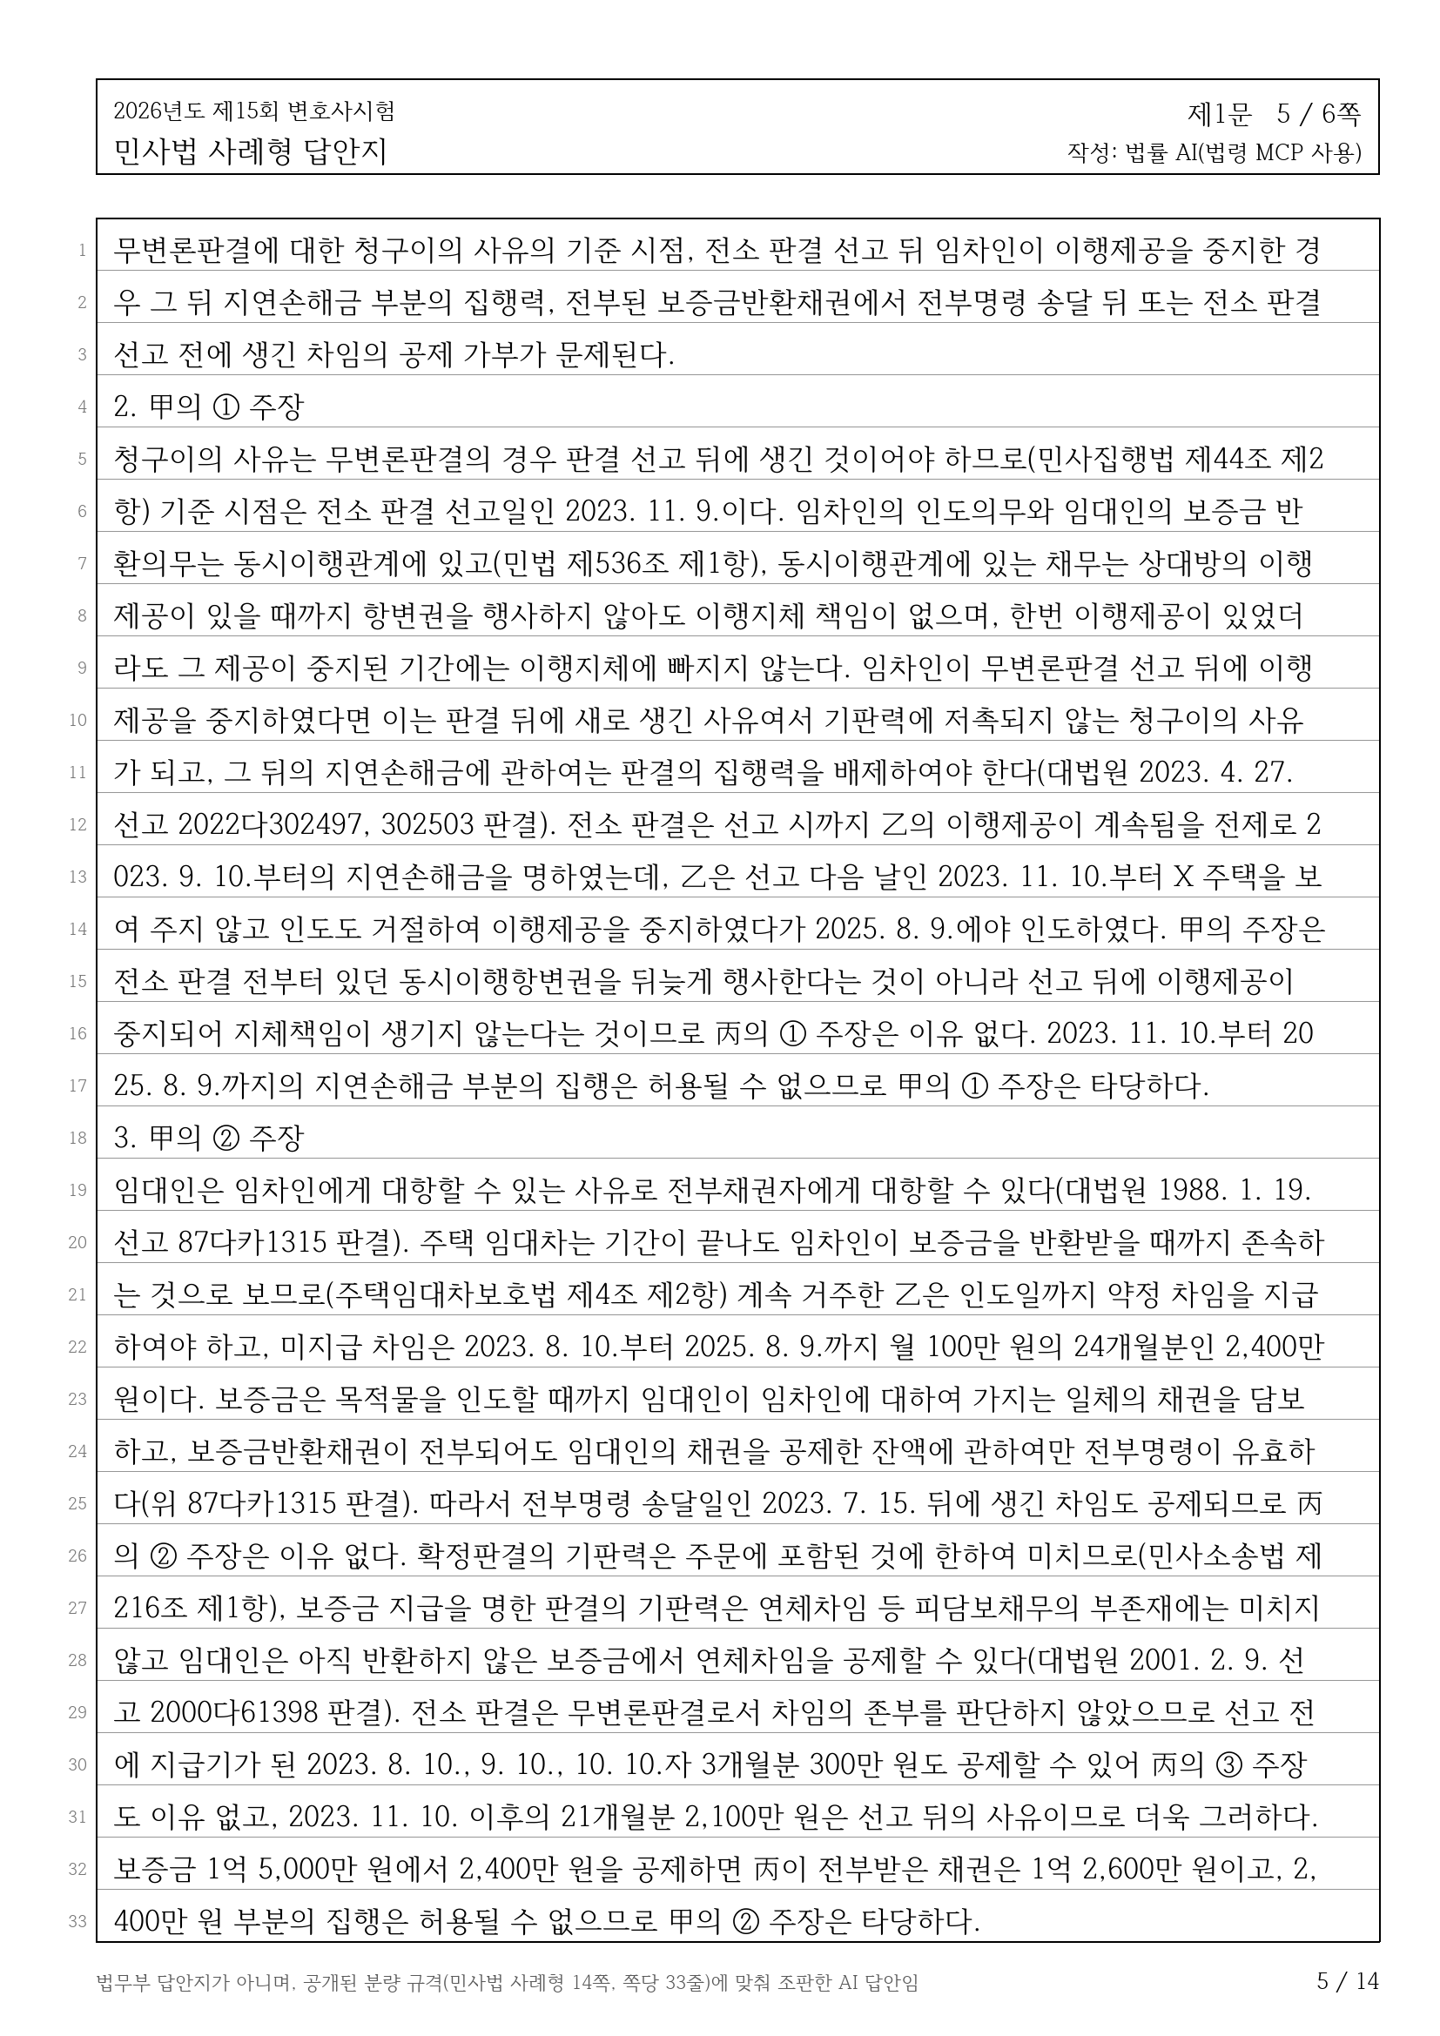 2026년도 제15회 변호사시험
민사법 사례형 답안지
제1문 5 / 6쪽
작성: 법률 AI(법령 MCP 사용)
1 무변론판결에 대한 청구이의 사유의 기준 시점, 전소 판결 선고 뒤 임차인이 이행제공을 중지한 경
2 우 그 뒤 지연손해금 부분의 집행력, 전부된 보증금반환채권에서 전부명령 송달 뒤 또는 전소 판결
3 선고 전에 생긴 차임의 공제 가부가 문제된다.
4 2. 甲의 ① 주장
5 청구이의 사유는 무변론판결의 경우 판결 선고 뒤에 생긴 것이어야 하므로(민사집행법 제44조 제2
6 항) 기준 시점은 전소 판결 선고일인 2023. 11. 9.이다. 임차인의 인도의무와 임대인의 보증금 반
7 환의무는 동시이행관계에 있고(민법 제536조 제1항), 동시이행관계에 있는 채무는 상대방의 이행
8 제공이 있을 때까지 항변권을 행사하지 않아도 이행지체 책임이 없으며, 한번 이행제공이 있었더
9 라도 그 제공이 중지된 기간에는 이행지체에 빠지지 않는다. 임차인이 무변론판결 선고 뒤에 이행
10 제공을 중지하였다면 이는 판결 뒤에 새로 생긴 사유여서 기판력에 저촉되지 않는 청구이의 사유
11 가 되고, 그 뒤의 지연손해금에 관하여는 판결의 집행력을 배제하여야 한다(대법원 2023. 4. 27.
12 선고 2022다302497, 302503 판결). 전소 판결은 선고 시까지 乙의 이행제공이 계속됨을 전제로 2
13 023. 9. 10.부터의 지연손해금을 명하였는데, 乙은 선고 다음 날인 2023. 11. 10.부터 X 주택을 보
14 여 주지 않고 인도도 거절하여 이행제공을 중지하였다가 2025. 8. 9.에야 인도하였다. 甲의 주장은
15 전소 판결 전부터 있던 동시이행항변권을 뒤늦게 행사한다는 것이 아니라 선고 뒤에 이행제공이
16 중지되어 지체책임이 생기지 않는다는 것이므로 丙의 ① 주장은 이유 없다. 2023. 11. 10.부터 20
17 25. 8. 9.까지의 지연손해금 부분의 집행은 허용될 수 없으므로 甲의 ① 주장은 타당하다.
18 3. 甲의 ② 주장
19 임대인은 임차인에게 대항할 수 있는 사유로 전부채권자에게 대항할 수 있다(대법원 1988. 1. 19.
20 선고 87다카1315 판결). 주택 임대차는 기간이 끝나도 임차인이 보증금을 반환받을 때까지 존속하
21 는 것으로 보므로(주택임대차보호법 제4조 제2항) 계속 거주한 乙은 인도일까지 약정 차임을 지급
22 하여야 하고, 미지급 차임은 2023. 8. 10.부터 2025. 8. 9.까지 월 100만 원의 24개월분인 2,400만
23 원이다. 보증금은 목적물을 인도할 때까지 임대인이 임차인에 대하여 가지는 일체의 채권을 담보
24 하고, 보증금반환채권이 전부되어도 임대인의 채권을 공제한 잔액에 관하여만 전부명령이 유효하
25 다(위 87다카1315 판결). 따라서 전부명령 송달일인 2023. 7. 15. 뒤에 생긴 차임도 공제되므로 丙
26 의 ② 주장은 이유 없다. 확정판결의 기판력은 주문에 포함된 것에 한하여 미치므로(민사소송법 제
27 216조 제1항), 보증금 지급을 명한 판결의 기판력은 연체차임 등 피담보채무의 부존재에는 미치지
28 않고 임대인은 아직 반환하지 않은 보증금에서 연체차임을 공제할 수 있다(대법원 2001. 2. 9. 선
29 고 2000다61398 판결). 전소 판결은 무변론판결로서 차임의 존부를 판단하지 않았으므로 선고 전
30 에 지급기가 된 2023. 8. 10., 9. 10., 10. 10.자 3개월분 300만 원도 공제할 수 있어 丙의 ③ 주장
31 도 이유 없고, 2023. 11. 10. 이후의 21개월분 2,100만 원은 선고 뒤의 사유이므로 더욱 그러하다.
32 보증금 1억 5,000만 원에서 2,400만 원을 공제하면 丙이 전부받은 채권은 1억 2,600만 원이고, 2,
33 400만 원 부분의 집행은 허용될 수 없으므로 甲의 ② 주장은 타당하다.
법무부 답안지가 아니며, 공개된 분량 규격(민사법 사례형 14쪽, 쪽당 33줄)에 맞춰 조판한 AI 답안임
5 / 14